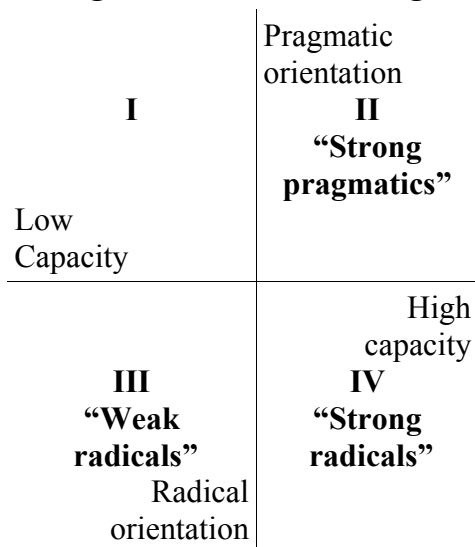 Pragmatic
orientation
I
II
“Strong
pragmatics”
Low
Capacity
High
capacity
III
“Weak
radicals”
Radical
orientation
IV
“Strong
radicals”